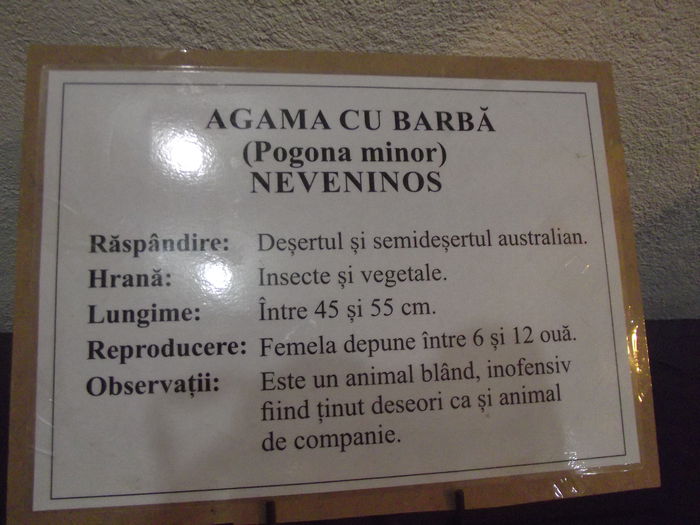 AGAMA CU BARBĂ
(Pogona minor)
NEVENINOS
Răspândire: Deșertul și semideșertul australian.
Hrană: Insecte și vegetale.
Lungime: Între 45 și 55 cm.
Reproducere: Femela depune între 6 și 12 ouă.
Observații: Este un animal blând, inofensiv
fiind ținut deseori ca și animal
de companie.